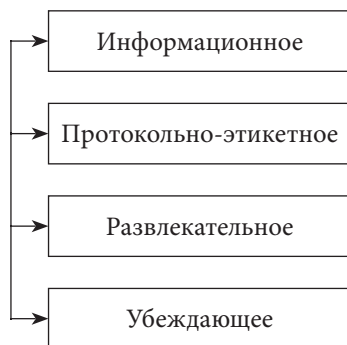 Информационное
Протокольно-этикетное
Развлекательное
Убеждающее